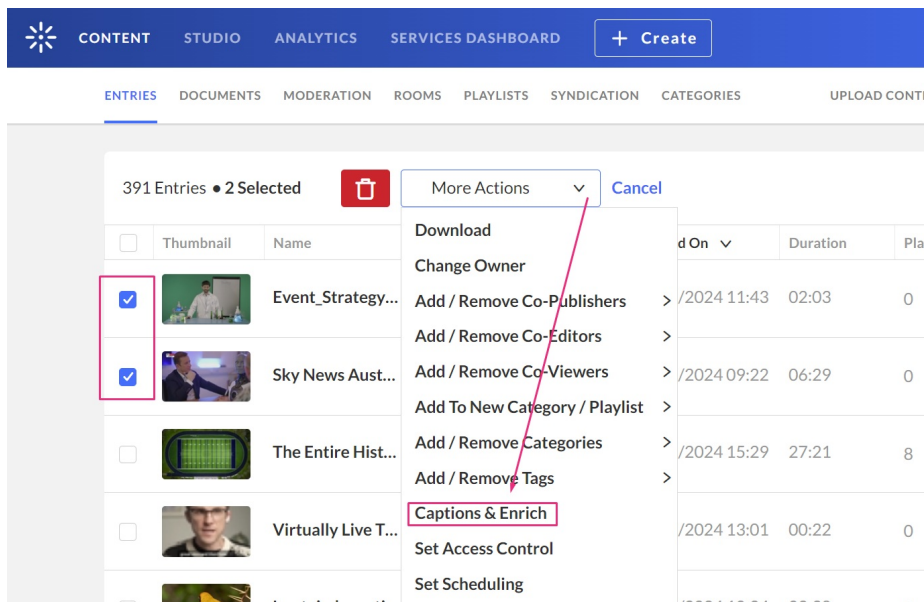 CONTENT STUDIO ANALYTICS SERVICES DASHBOARD + Create
ENTRIES DOCUMENTS MODERATION ROOMS PLAYLISTS SYNDICATION CATEGORIES UPLOAD CONT
391 Entries • 2 Selected More Actions Cancel
Thumbnail Name d On Duration Pla
Download
Change Owner
Event_Strategy... Add / Remove Co-Publishers > /2024 11:43 02:03 0
Add / Remove Co-Editors >
Sky News Aust... Add / Remove Co-Viewers > /2024 09:22 06:29 0
Add To New Category / Playlist >
The Entire Hist... Add / Remove Categories > /2024 15:29 27:21 8
Add / Remove Tags >
Captions & Enrich
Virtually Live T... /2024 13:01 00:22 0
Set Access Control
Set Scheduling